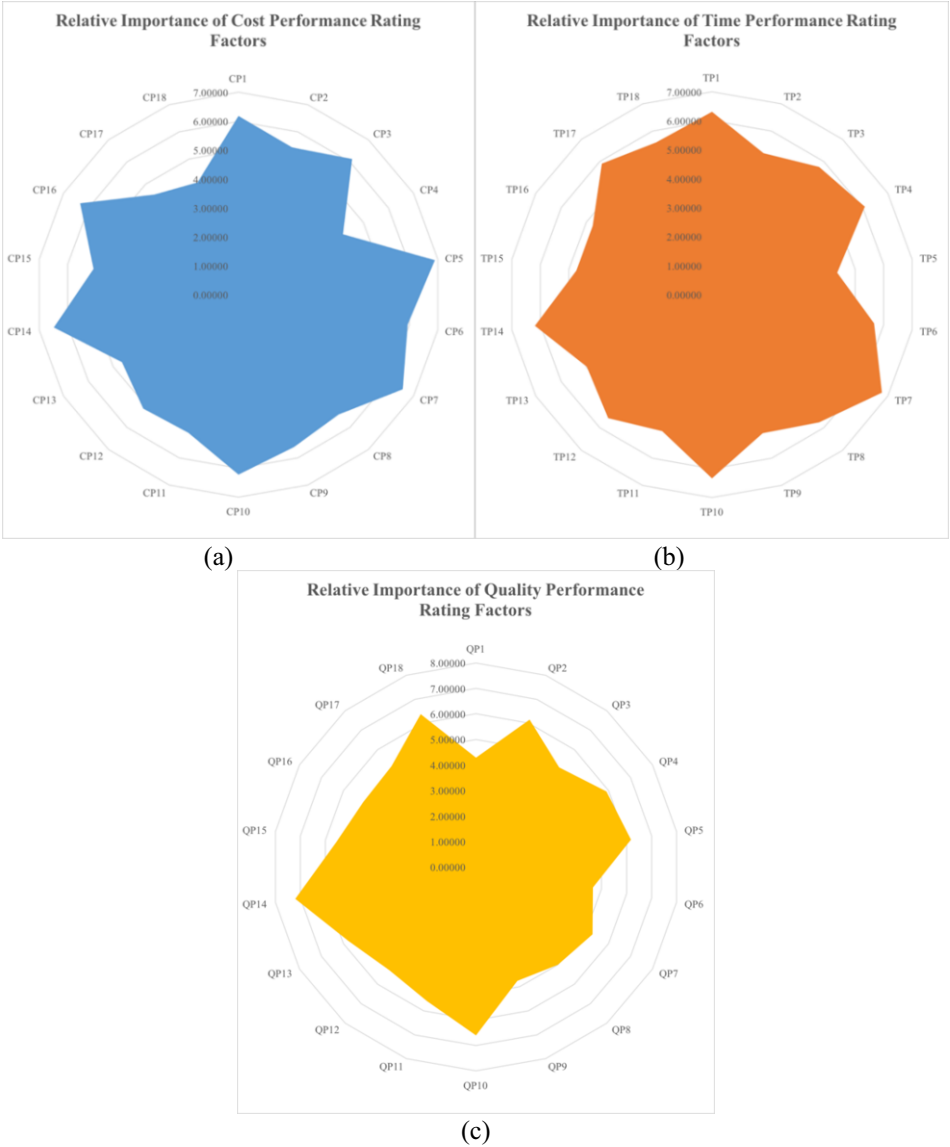 Relative Importance of Cost Performance Rating
Factors
CP1
CP2
CP3
CP4
CP5
CP6
CP7
CP8
CP9
CP10
CP11
CP12
CP13
CP14
CP15
CP16
CP17
CP18
7.00000
6.00000
5.00000
4.00000
3.00000
2.00000
1.00000
0.00000
(a)
Relative Importance of Time Performance Rating
Factors
TP1
TP2
TP3
TP4
TP5
TP6
TP7
TP8
TP9
TP10
TP11
TP12
TP13
TP14
TP15
TP16
TP17
TP18
7.00000
6.00000
5.00000
4.00000
3.00000
2.00000
1.00000
0.00000
(b)
Relative Importance of Quality Performance
Rating Factors
QP1
QP2
QP3
QP4
QP5
QP6
QP7
QP8
QP9
QP10
QP11
QP12
QP13
QP14
QP15
QP16
QP17
QP18
8.00000
7.00000
6.00000
5.00000
4.00000
3.00000
2.00000
1.00000
0.00000
(c)